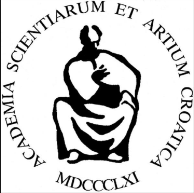 ACADEMIA SCIENTIARUM ET ARTIUM CROATICA
MDCCCLXI